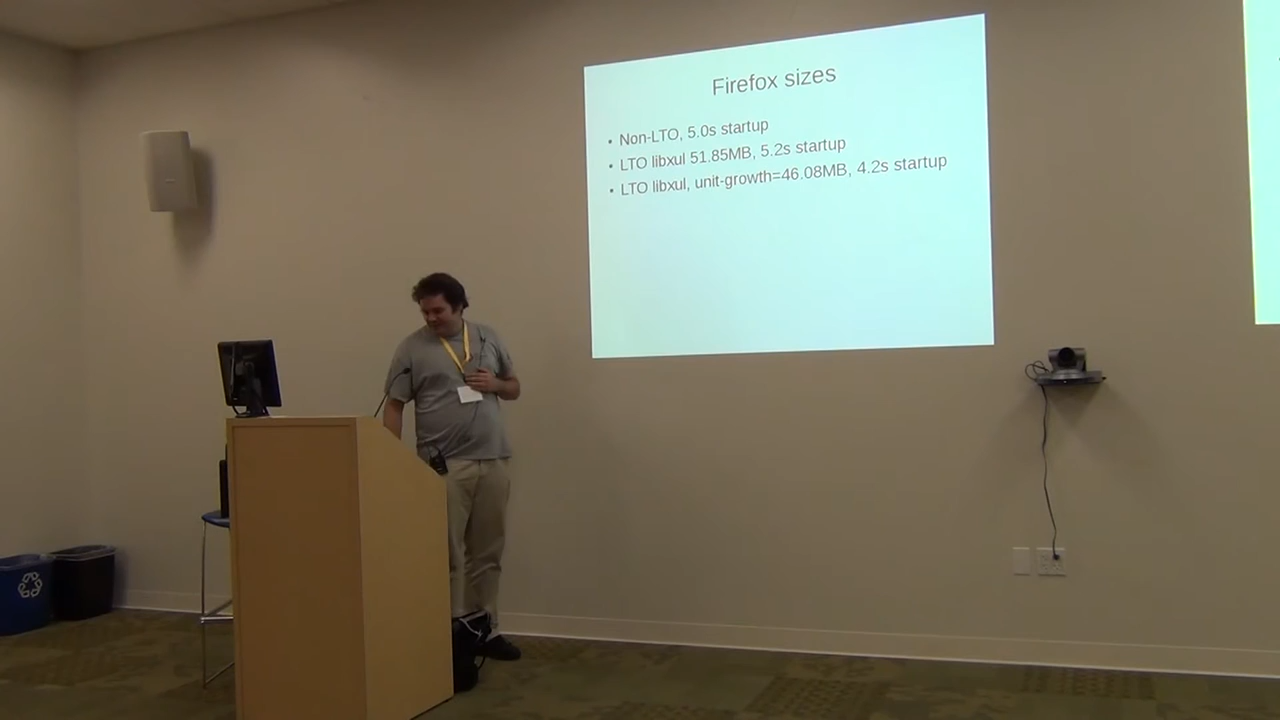 Firefox sizes
• Non-LTO, 5.0s startup
• LTO libxul 51.85MB, 5.2s startup
• LTO libxul, unit-growth=46.08MB, 4.2s startup